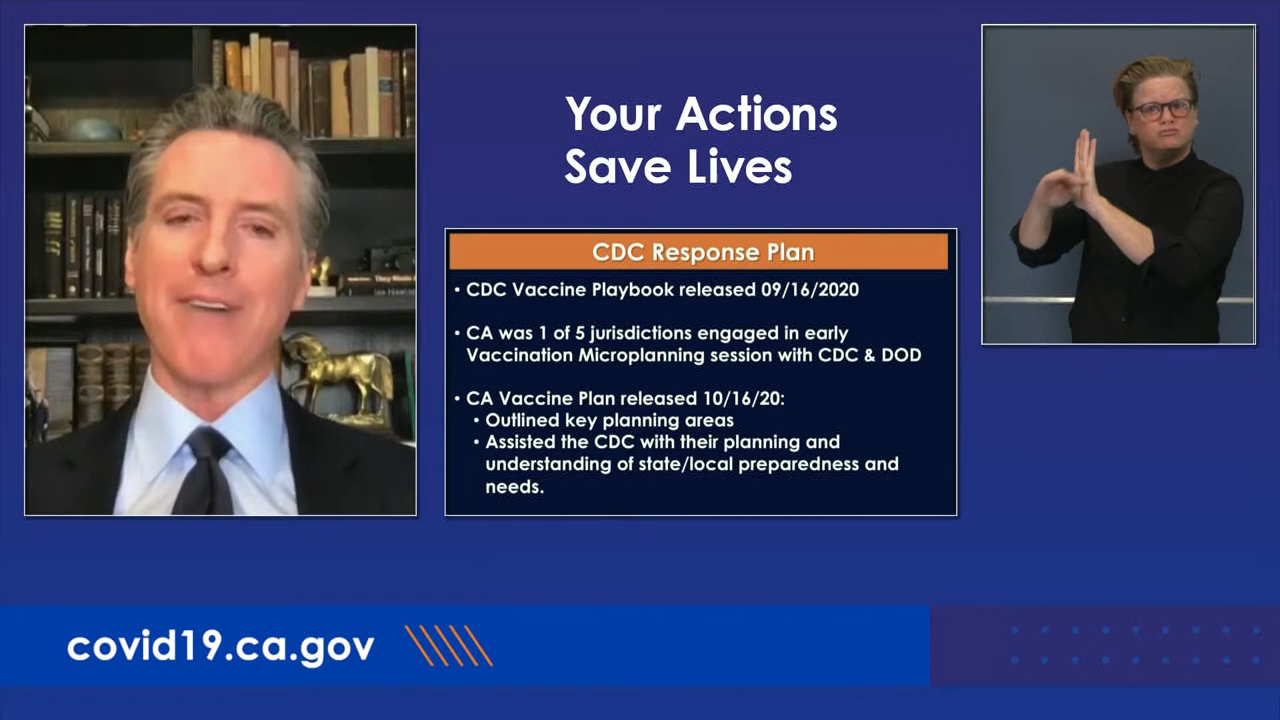 Your Actions
Save Lives
CDC Response Plan
• CDC Vaccine Playbook released 09/16/2020
• CA was 1 of 5 jurisdictions engaged in early
Vaccination Microplanning session with CDC & DOD
• CA Vaccine Plan released 10/16/20:
• Outlined key planning areas
• Assisted the CDC with their planning and
understanding of state/local preparedness and
needs.
covid19.ca.gov